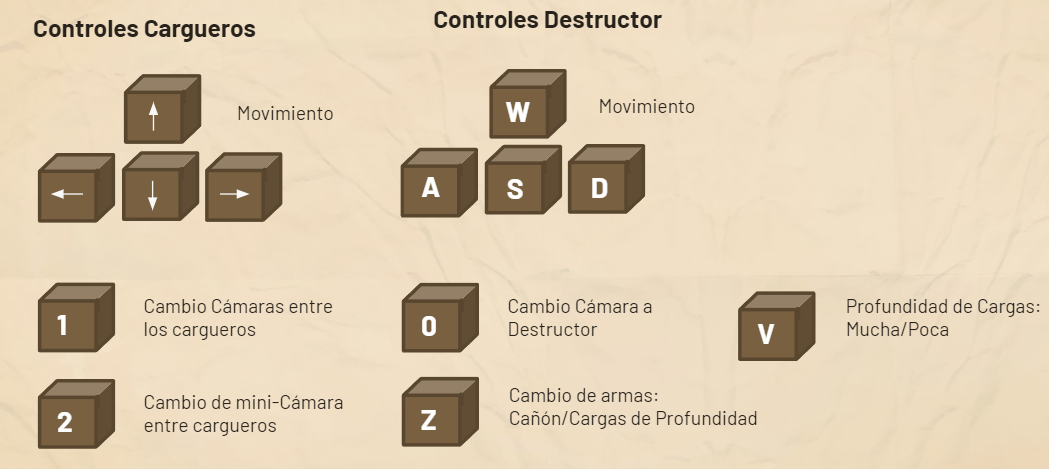 Controles Cargueros
↑
Movimiento
← ↓ →
1
Cambio Cámaras entre
los cargueros
2
Cambio de mini-Cámara
entre cargueros
Controles Destructor
W
Movimiento
A S D
0
Cambio Cámara a
Destructor
Z
Cambio de armas:
Cañón/Cargas de Profundidad
V
Profundidad de Cargas:
Mucha/Poca